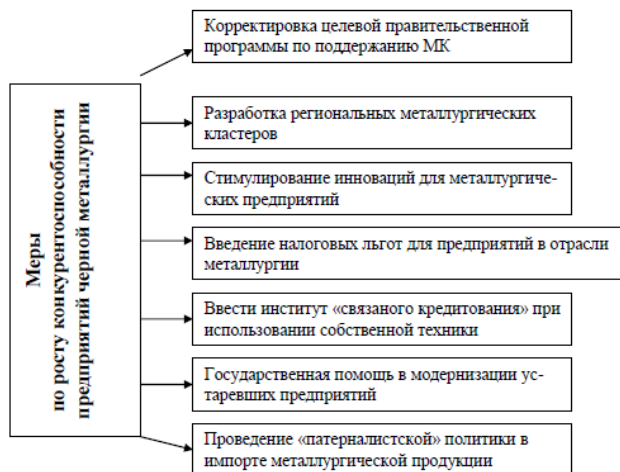 Меры
по росту конкурентоспособности
предприятий черной металлургии
Корректировка целевой правительственной
программы по поддержанию МК
Разработка региональных металлургических
кластеров
Стимулирование инноваций для металлургиче-
ских предприятий
Введение налоговых льгот для предприятий в отрасли
металлургии
Ввести институт «связаного кредитования» при
использовании собственной техники
Государственная помощь в модернизации ус-
таревших предприятий
Проведение «патерналистской» политики в
импорте металлургической продукции